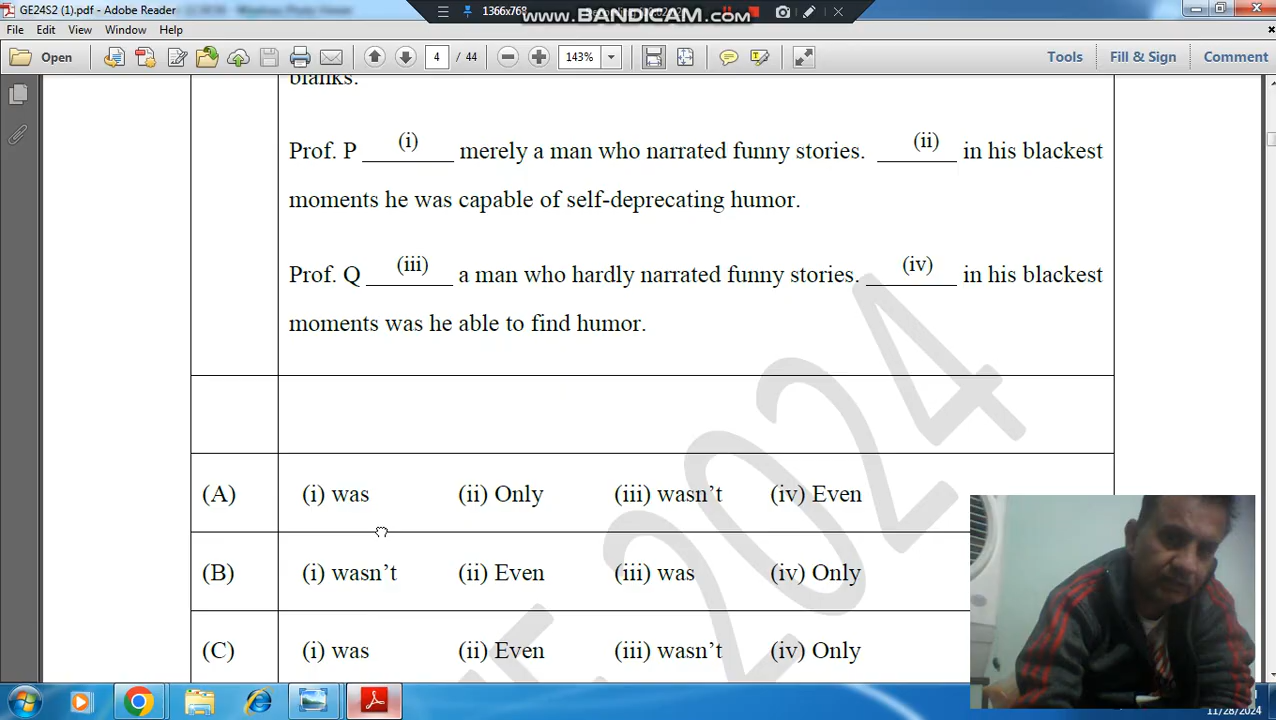 GE24S2 (1).pdf - Adobe Reader
1366x768
www.BANDICAM.com
File Edit View Window Help
Open
4 / 44
143%
Tools
Fill & Sign
Comment
blanks.
Prof. P (i) merely a man who narrated funny stories. (ii) in his blackest
moments he was capable of self-deprecating humor.
Prof. Q (iii) a man who hardly narrated funny stories. (iv) in his blackest
moments was he able to find humor.
(A) (i) was (ii) Only (iii) wasn’t (iv) Even
(B) (i) wasn’t (ii) Even (iii) was (iv) Only
(C) (i) was (ii) Even (iii) wasn’t (iv) Only
2024
11/28/2024